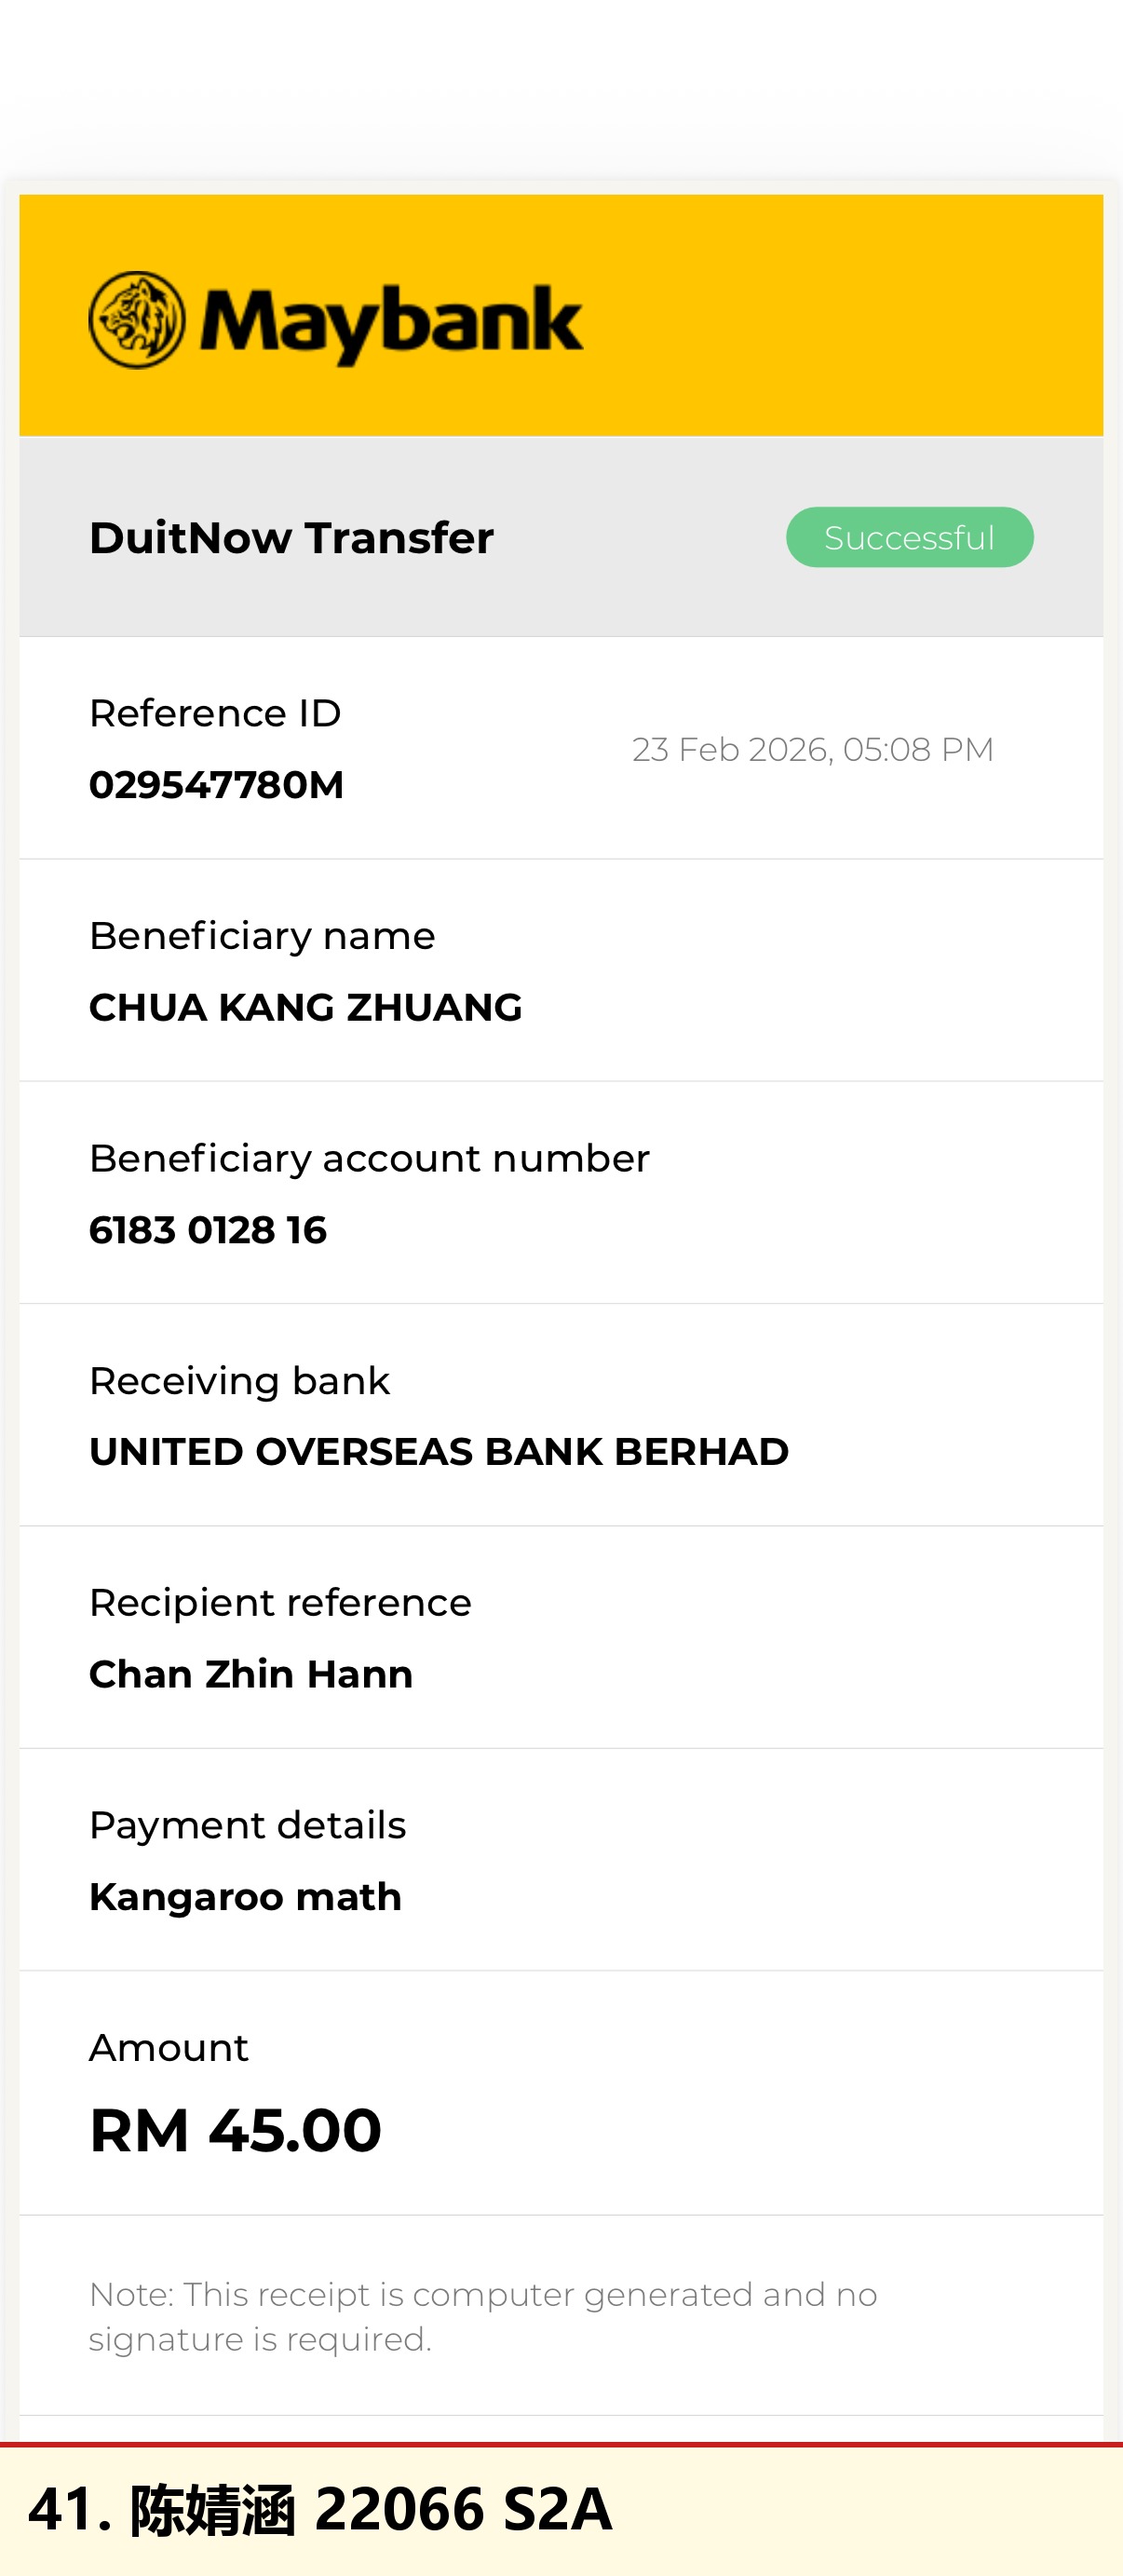 Maybank
DuitNow Transfer
Successful
Reference ID
23 Feb 2026, 05:08 PM
029547780M
Beneficiary name
CHUA KANG ZHUANG
Beneficiary account number
6183 0128 16
Receiving bank
UNITED OVERSEAS BANK BERHAD
Recipient reference
Chan Zhin Hann
Payment details
Kangaroo math
Amount
RM 45.00
Note: This receipt is computer generated and no
signature is required.
41. 陈婧涵 22066 S2A